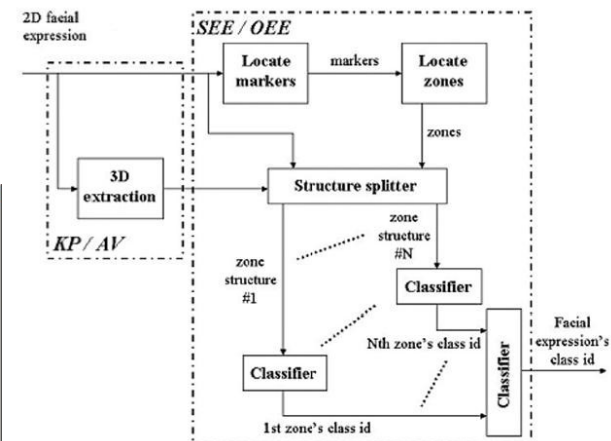 2D facial
expression
SEE / OEE
Locate
markers
markers
Locate
zones
zones
3D
extraction
KP / AV
Structure splitter
zone
structure
#1
zone
structure
#N
Classifier
Classifier
Nth zone's class id
1st zone's class id
Classifier
Facial
expression's
class id